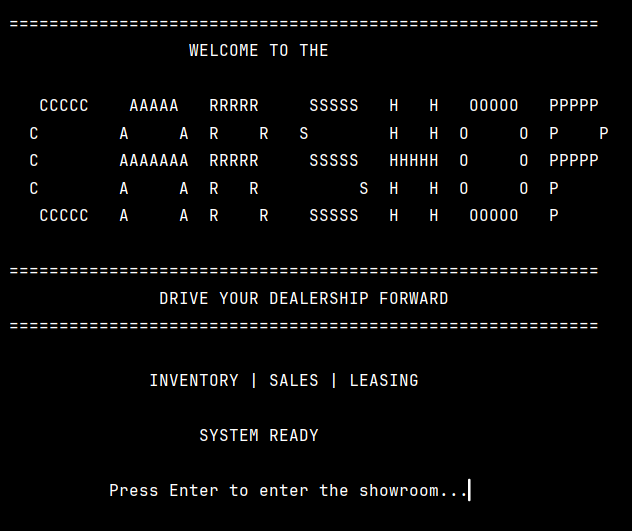 ===========================================================
                  WELCOME TO THE

   CCCCC    AAAAA   RRRRR     SSSSS   H   H   OOOOO   PPPPP
  C        A     A  R    R   S        H   H  O     O  P    P
  C        AAAAAAA  RRRRR     SSSSS   HHHHH  O     O  PPPPP
  C        A     A  R   R          S  H   H  O     O  P
   CCCCC   A     A  R    R    SSSSS   H   H   OOOOO   P

===========================================================
               DRIVE YOUR DEALERSHIP FORWARD
===========================================================

              INVENTORY | SALES | LEASING

                   SYSTEM READY

          Press Enter to enter the showroom...